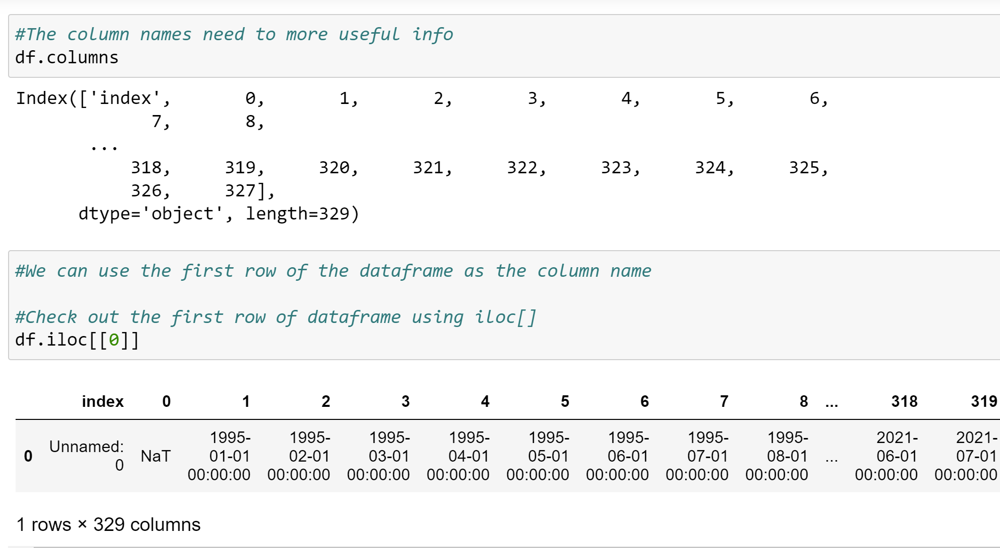 #The column names need to more useful info
df.columns
Index(['index', 0, 1, 2, 3, 4, 5, 6,
7, 8,
...
318, 319, 320, 321, 322, 323, 324, 325,
326, 327],
dtype='object', length=329)
#We can use the first row of the dataframe as the column name
#Check out the first row of dataframe using iloc[]
df.iloc[[0]]
index 0 1 2 3 4 5 6 7 8 ... 318 319
0 Unnamed: 0 NaT 1995-01-01 00:00:00 1995-02-01 00:00:00 1995-03-01 00:00:00 1995-04-01 00:00:00 1995-05-01 00:00:00 1995-06-01 00:00:00 1995-07-01 00:00:00 1995-08-01 00:00:00 ... 2021-06-01 00:00:00 2021-07-01 00:00:00
1 rows × 329 columns